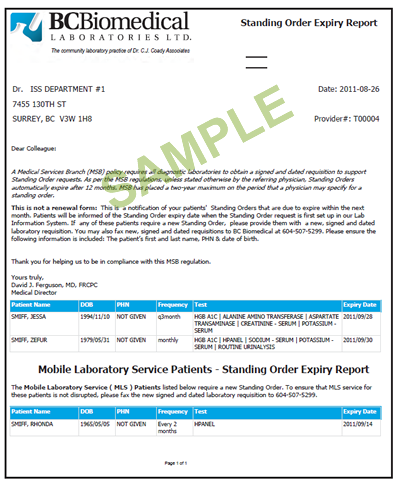 BCBiomedical
LABORATORIES LTD.
Standing Order Expiry Report
The community laboratory practice of Dr. C.J. Coady Associates
Dr. ISS DEPARTMENT #1
Date: 2011-08-26
7455 130TH ST
SURREY, BC V3W 1H8
Provider#: T00004
SAMPLE
Dear Colleague:
A Medical Services Branch (MSB) policy requires all diagnostic laboratories to obtain a signed and dated requisition to support
Standing Order requests. As per the MSB regulations, unless stated otherwise by the referring physician, Standing Orders
automatically expire after 12 months. MSB has placed a two-year maximum on the period that a physician may specify for a
standing order.
This is not a renewal form: This is a notification of your patients' Standing Orders that are due to expire within the next
month. Patients will be informed of the Standing Order expiry date when the Standing Order request is first set up in our Lab
Information System. If any of these patients require a new Standing Order, please provide them with a new, signed and dated
laboratory requisition. You may also fax new, signed and dated requisitions to BC Biomedical at 604-507-5299. Please ensure the
following information is included: The patient's first and last name, PHN & date of birth.
Thank you for helping us to be in compliance with this MSB regulation.
Yours truly,
David J. Ferguson, MD, FRCPC
Medical Director
Patient Name DOB PHN Frequency Test Expiry Date
SMIFF, JESSA 1994/11/10 NOT GIVEN q3month HGB A1C | ALANINE AMINO TRANSFERASE | ASPARTATE 2011/09/28
TRANSAMINASE | CREATININE - SERUM | POTASSIUM -
SERUM
SMIFF, ZEFUR 1979/05/31 NOT GIVEN monthly HGB A1C | HPANEL | SODIUM - SERUM | POTASSIUM 2011/09/30
- SERUM | ROUTINE URINALYSIS
Mobile Laboratory Service Patients - Standing Order Expiry Report
The Mobile Laboratory Service ( MLS ) Patients listed below require a new Standing Order. To ensure that MLS service for
these patients is not disrupted, please fax the new signed and dated laboratory requisition to 604-507-5299.
Patient Name DOB PHN Frequency Test Expiry Date
SMIFF, RHONDA 1965/05/05 NOT GIVEN Every 2 HPANEL 2011/09/14
months
Page 1 of 1